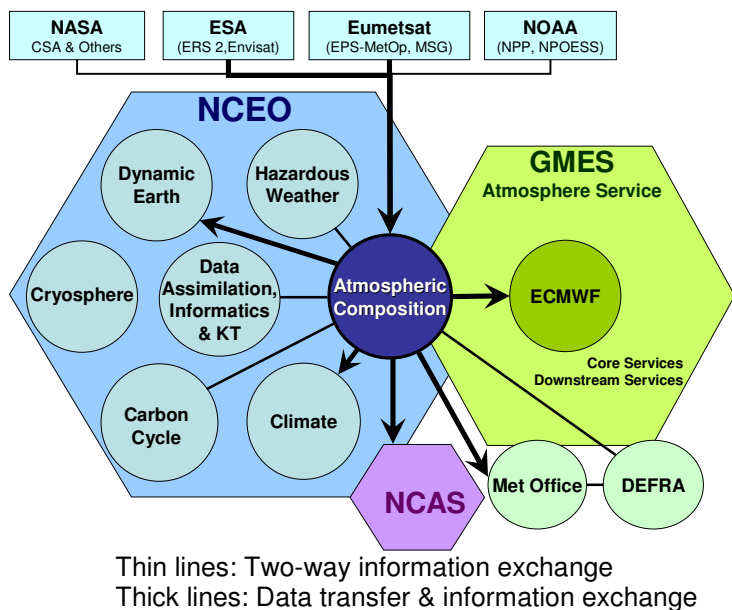 NASA
CSA & Others
ESA
(ERS 2,Envisat)
Eumetsat
(EPS-MetOp, MSG)
NOAA
(NPP, NPOESS)
NCEO
GMES
Atmosphere Service
Dynamic
Earth
Hazardous
Weather
Cryosphere
Data
Assimilation,
Informatics
& KT
Atmospheric
Composition
ECMWF
Core Services
Downstream Services
Carbon
Cycle
Climate
NCAS
Met Office
DEFRA
Thin lines: Two-way information exchange
Thick lines: Data transfer & information exchange